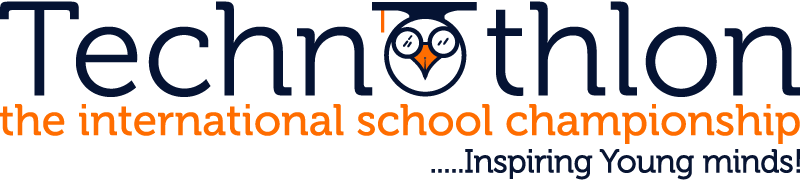 Technothlon
the international school championship
.....Inspiring Young minds!